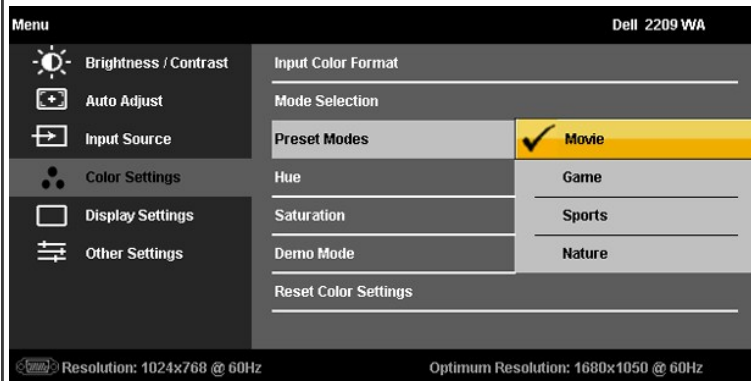 Menu
Dell 2209 WA
Brightness / Contrast
Auto Adjust
Input Source
Color Settings
Display Settings
Other Settings
Input Color Format
Mode Selection
Preset Modes
Hue
Saturation
Demo Mode
Reset Color Settings
Movie
Game
Sports
Nature
Resolution: 1024x768 @ 60Hz
Optimum Resolution: 1680x1050 @ 60Hz